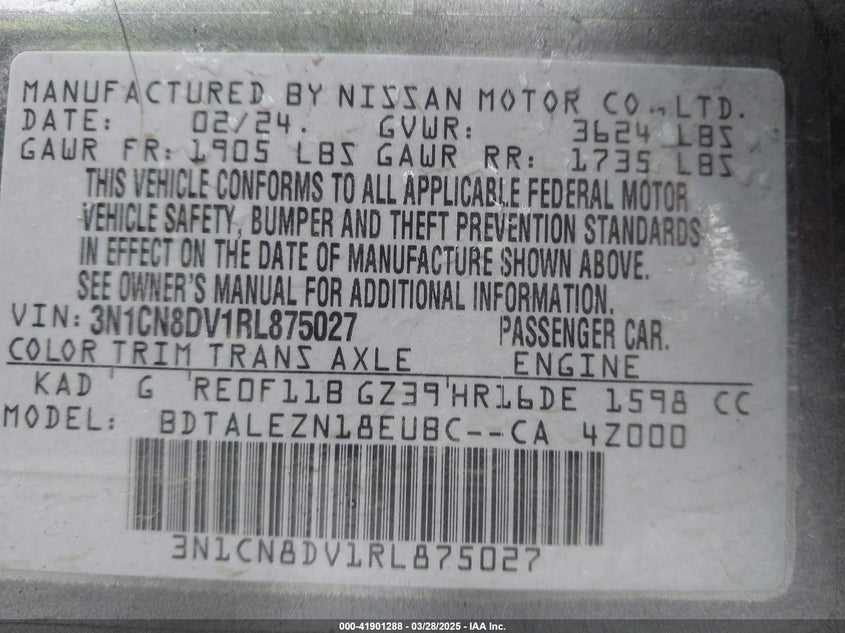 MANUFACTURED BY NISSAN MOTOR CO., LTD.
DATE: 02/24. GVWR: 3624 LBS
GAWR FR: 1905 LBS GAWR RR: 1735 LBS
THIS VEHICLE CONFORMS TO ALL APPLICABLE FEDERAL MOTOR
VEHICLE SAFETY, BUMPER AND THEFT PREVENTION STANDARDS
IN EFFECT ON THE DATE OF MANUFACTURE SHOWN ABOVE.
SEE OWNER'S MANUAL FOR ADDITIONAL INFORMATION.
VIN: 3N1CN8DV1RL875027 PASSENGER CAR.
COLOR TRIM TRANS AXLE ENGINE
KAD G RE0F11B GZ39 HR16DE 1598 CC
MODEL: BDTALEZN18EUBC--CA 4Z000
3N1CN8DV1RL875027
000-41901288 | 03/28/2025 | IAA Inc.